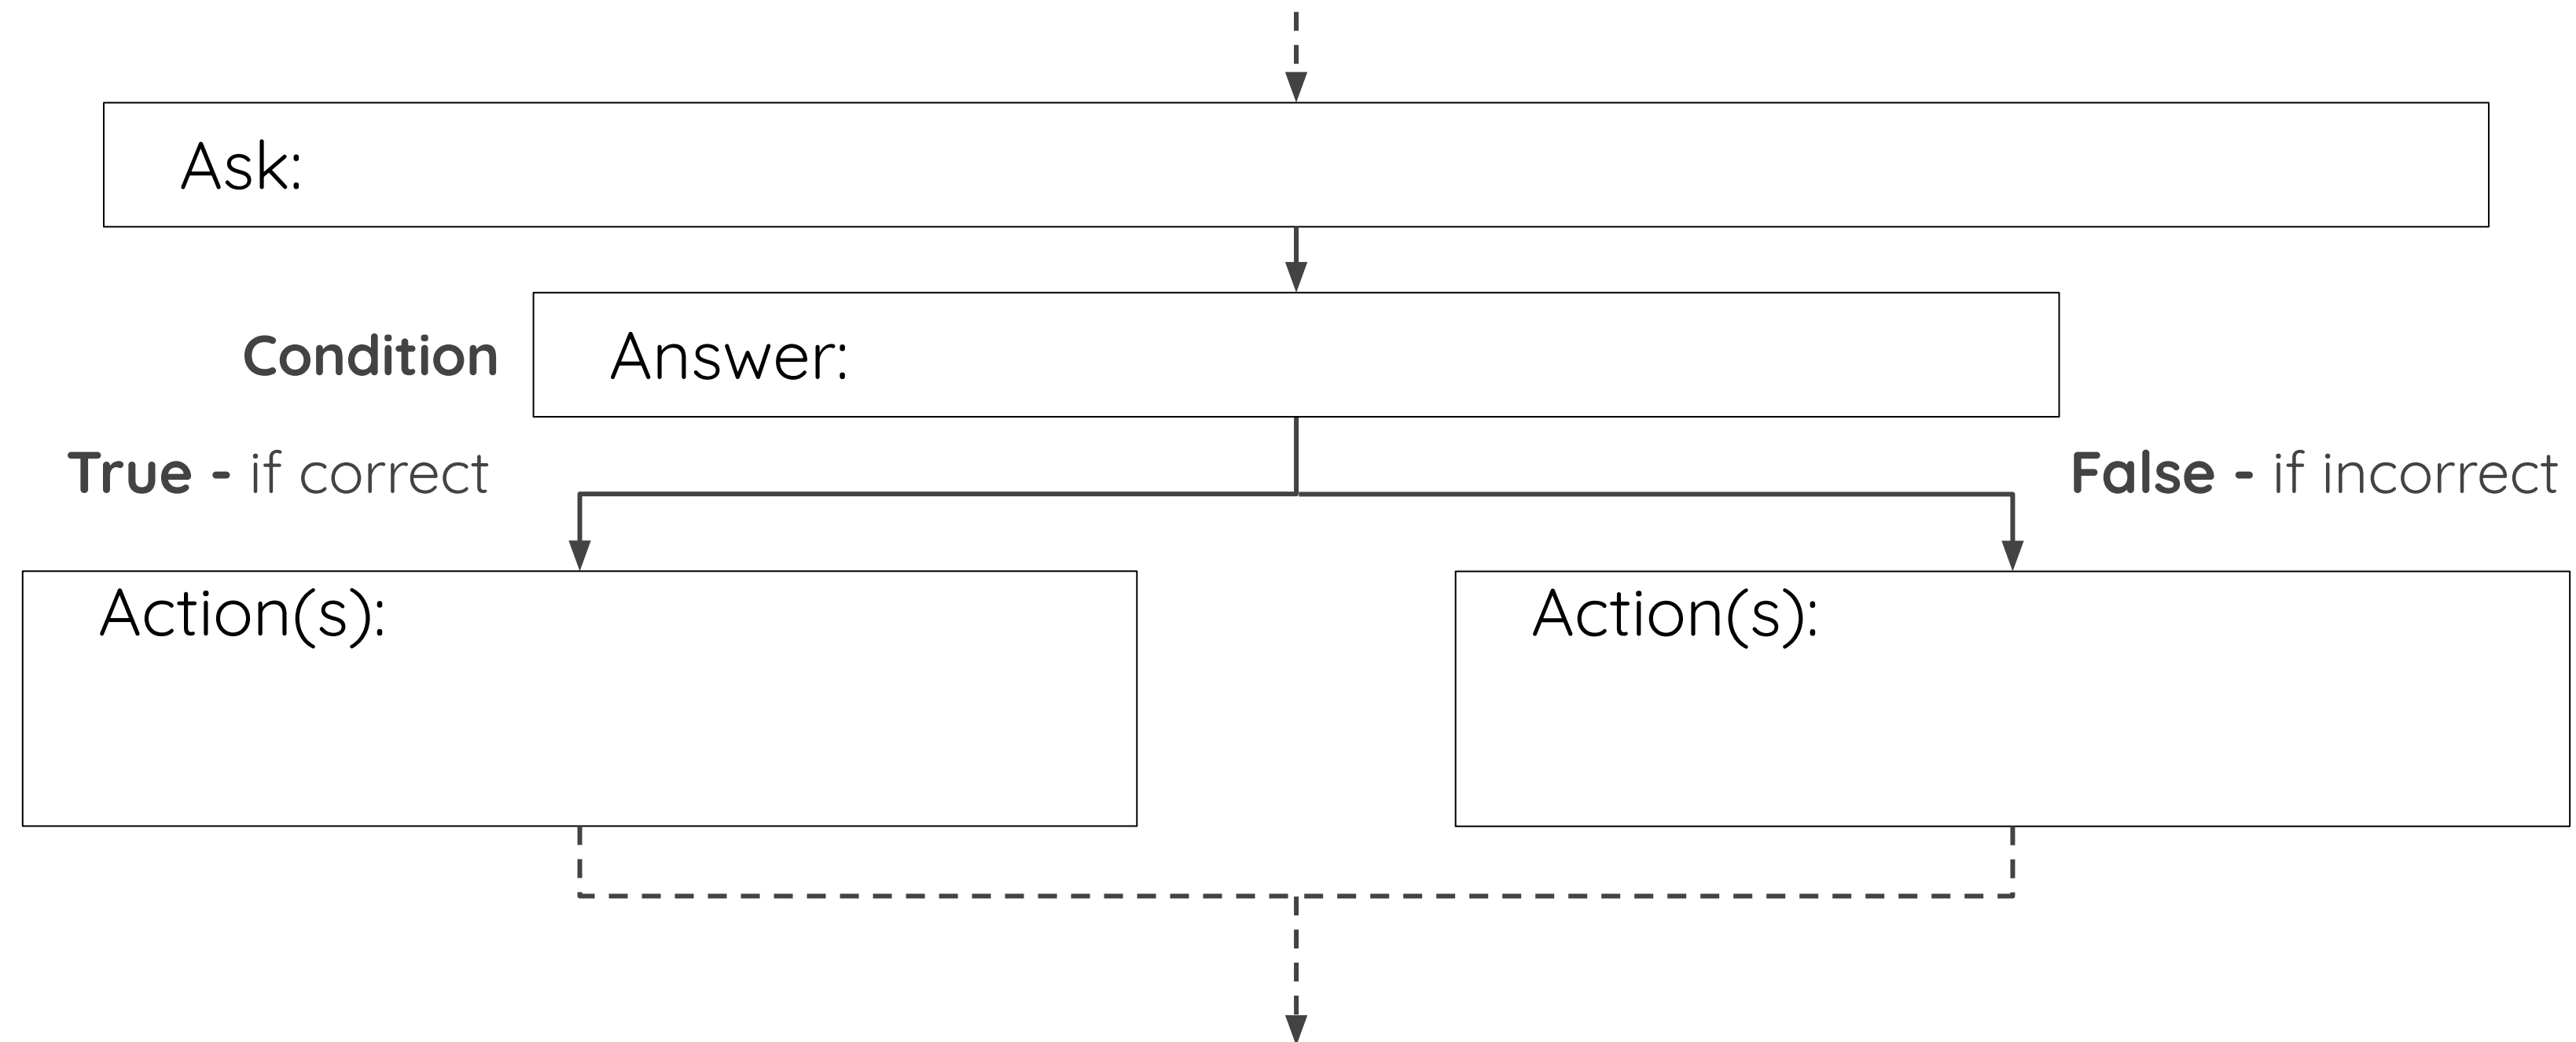 Ask:
Condition
Answer:
True - if correct
False - if incorrect
Action(s):
Action(s):